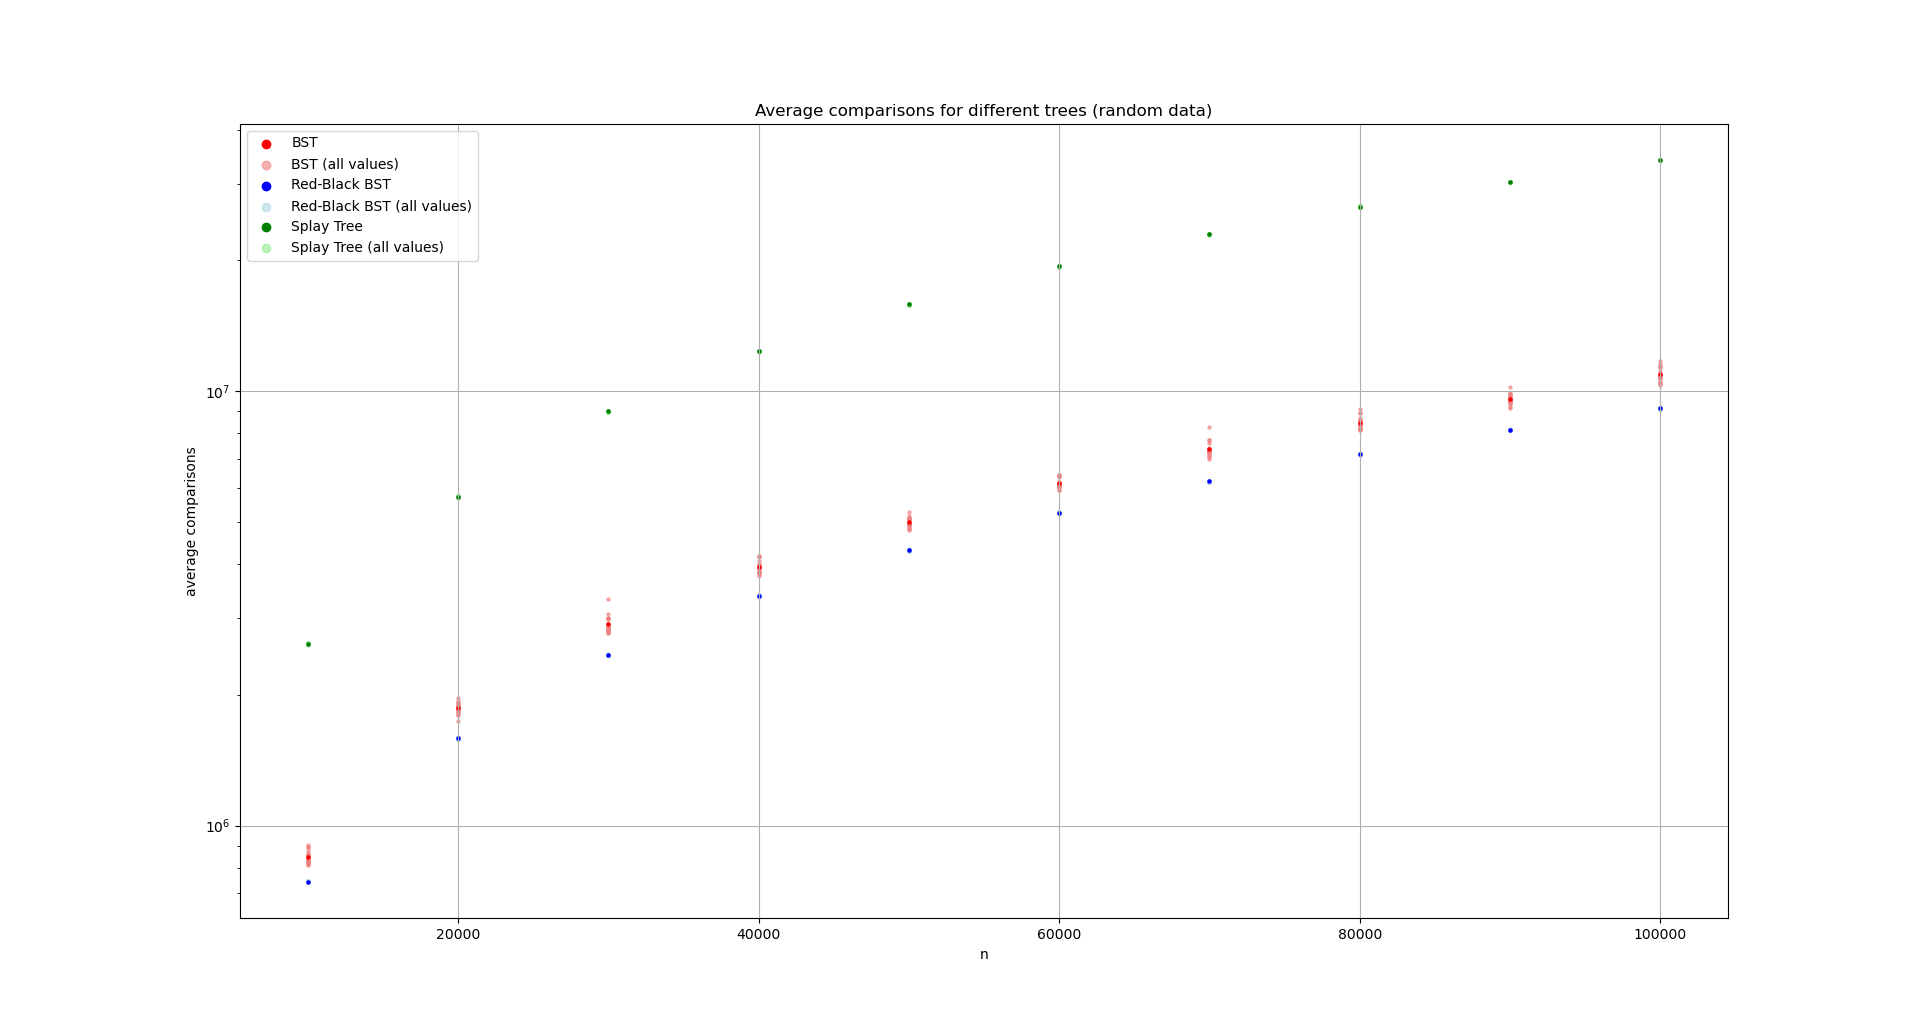 Average comparisons for different trees (random data)
BST
BST (all values)
Red-Black BST
Red-Black BST (all values)
Splay Tree
Splay Tree (all values)
average comparisons
10⁷
10⁶
20000 40000 60000 80000 100000
n